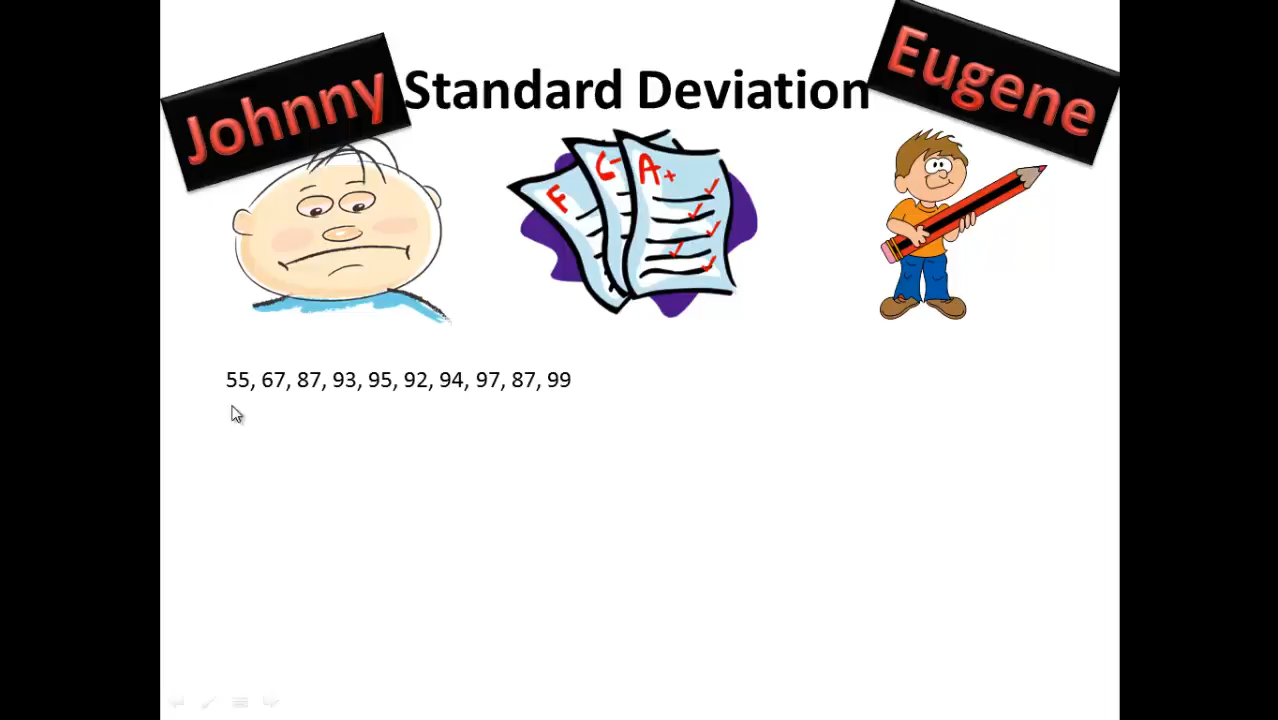 Johnny
Standard Deviation
Eugene
F
C-
A+
55, 67, 87, 93, 95, 92, 94, 97, 87, 99